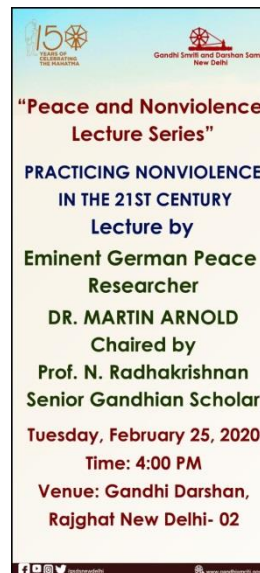 150
YEARS OF
CELEBRATING
THE MAHATMA
Gandhi Smriti and Darshan Sam
New Delhi
“Peace and Nonviolence
Lecture Series”
PRACTICING NONVIOLENCE
IN THE 21ST CENTURY
Lecture by
Eminent German Peace
Researcher
DR. MARTIN ARNOLD
Chaired by
Prof. N. Radhakrishnan
Senior Gandhian Scholar
Tuesday, February 25, 2020
Time: 4:00 PM
Venue: Gandhi Darshan,
Rajghat New Delhi- 02